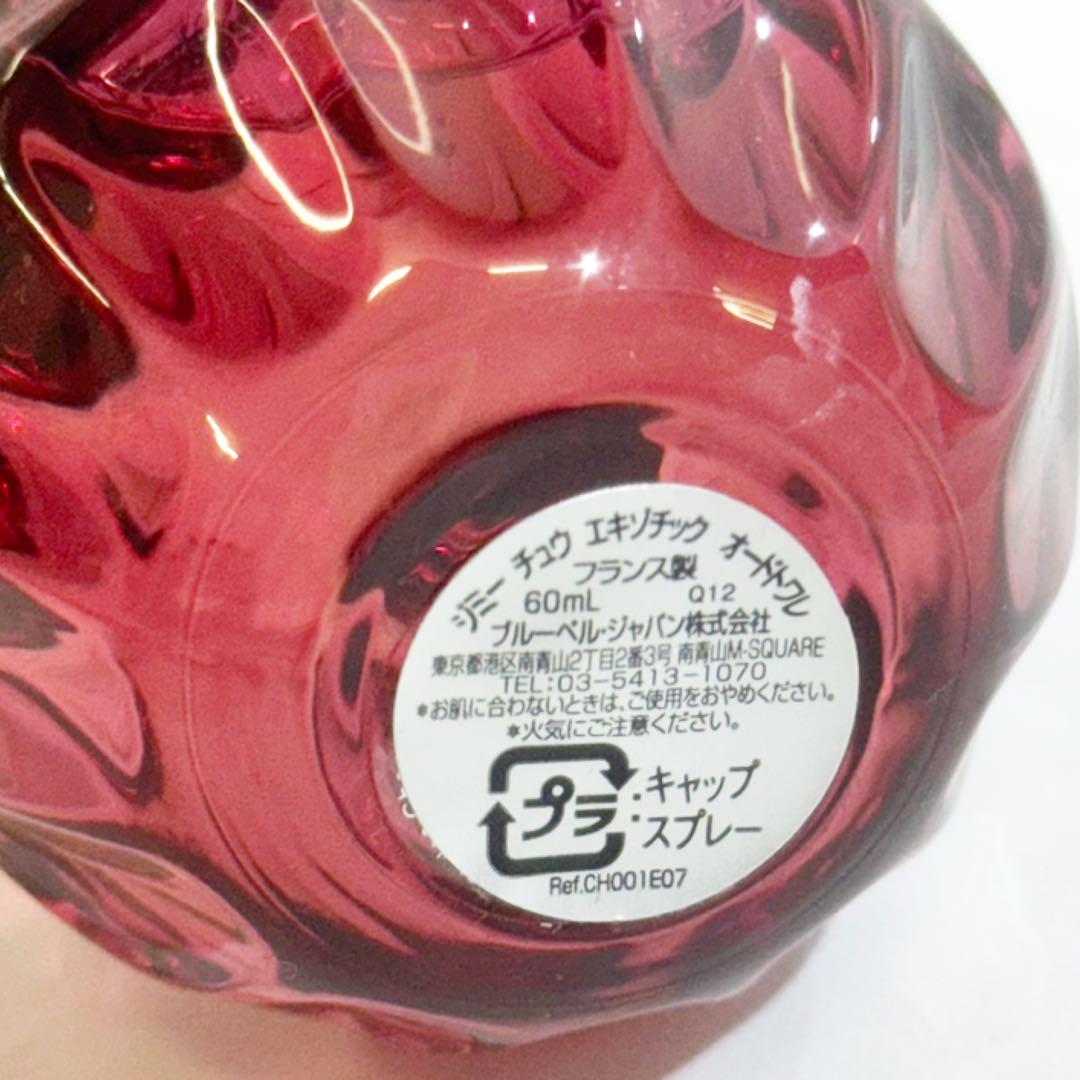 ジミー チュウ エキゾチック オードトワレ
フランス製
60mL Q12
ブルーベル・ジャパン株式会社
東京都港区南青山2丁目2番3号 南青山M-SQUARE
TEL:03-5413-1070
*お肌に合わないときは、ご使用をおやめください。
*火気にご注意ください。
プラ:キャップ
:スプレー
Ref.CH001E07